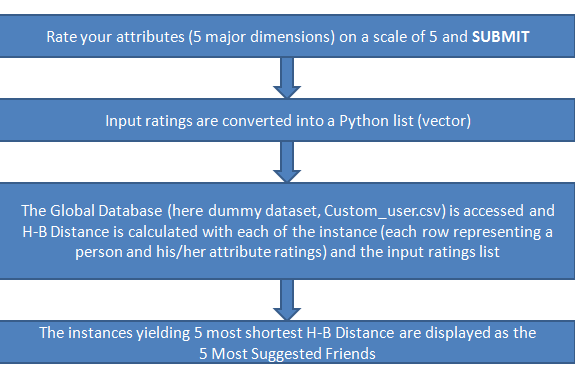 Rate your attributes (5 major dimensions) on a scale of 5 and SUBMIT
Input ratings are converted into a Python list (vector)
The Global Database (here dummy dataset, Custom_user.csv) is accessed and
H-B Distance is calculated with each of the instance (each row representing a
person and his/her attribute ratings) and the input ratings list
The instances yielding 5 most shortest H-B Distance are displayed as the
5 Most Suggested Friends